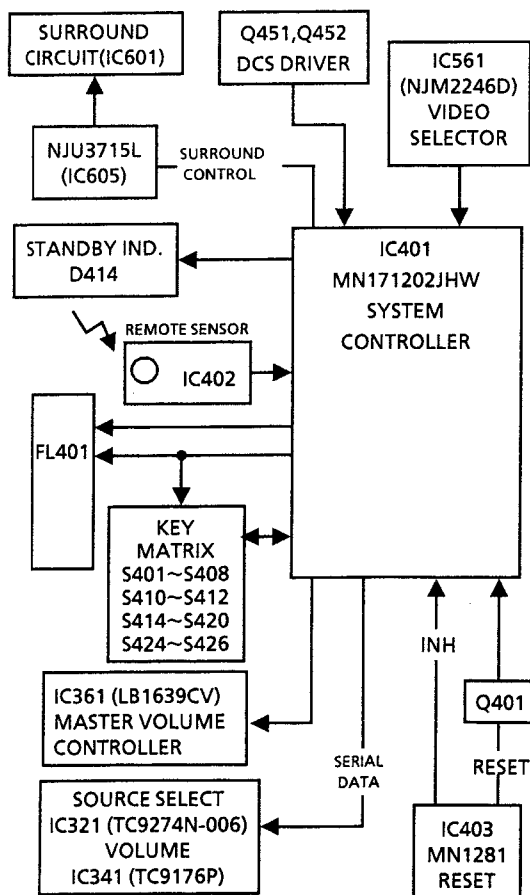 SURROUND
CIRCUIT(IC601)
Q451,Q452
DCS DRIVER
IC561
(NJM2246D)
VIDEO
SELECTOR
NJU3715L
(IC605)
SURROUND
CONTROL
STANDBY IND.
D414
IC401
MN171202JHW
SYSTEM
CONTROLLER
REMOTE SENSOR
IC402
FL401
KEY
MATRIX
S401~S408
S410~S412
S414~S420
S424~S426
INH
Q401
IC361 (LB1639CV)
MASTER VOLUME
CONTROLLER
SERIAL
DATA
RESET
SOURCE SELECT
IC321 (TC9274N-006)
VOLUME
IC341 (TC9176P)
IC403
MN1281
RESET